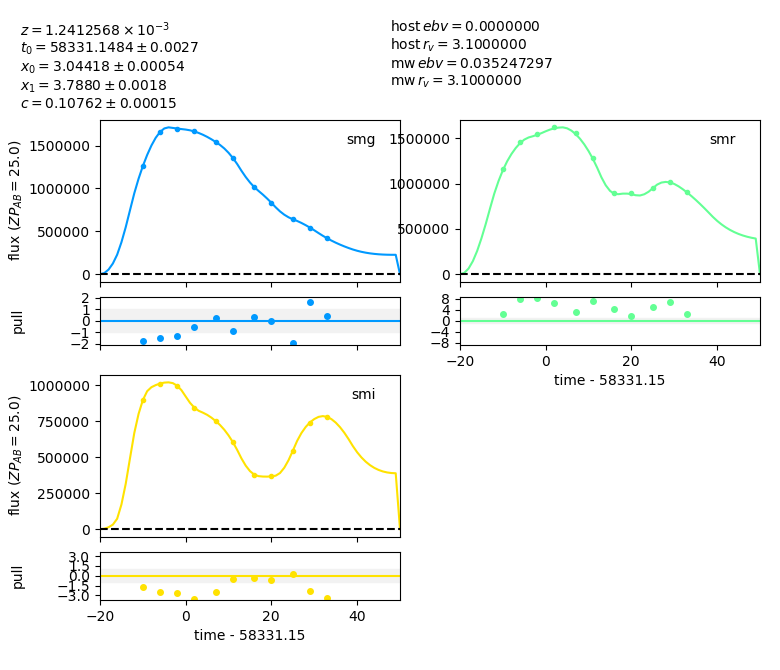 z = 1.2412568 × 10⁻³
t₀ = 58331.1484 ± 0.0027
x₀ = 3.04418 ± 0.00054
x₁ = 3.7880 ± 0.0018
c = 0.10762 ± 0.00015
host ebv = 0.0000000
host r_v = 3.1000000
mw ebv = 0.035247297
mw r_v = 3.1000000
smg
flux (ZP_AB = 25.0)
1500000
1000000
500000
0
smr
1500000
1000000
500000
0
pull
2
1
0
−1
−2
8
4
0
−4
−8
−20 0 20 40
time - 58331.15
smi
flux (ZP_AB = 25.0)
1000000
750000
500000
250000
0
pull
3.0
1.5
0.0
−1.5
−3.0
−20 0 20 40
time - 58331.15